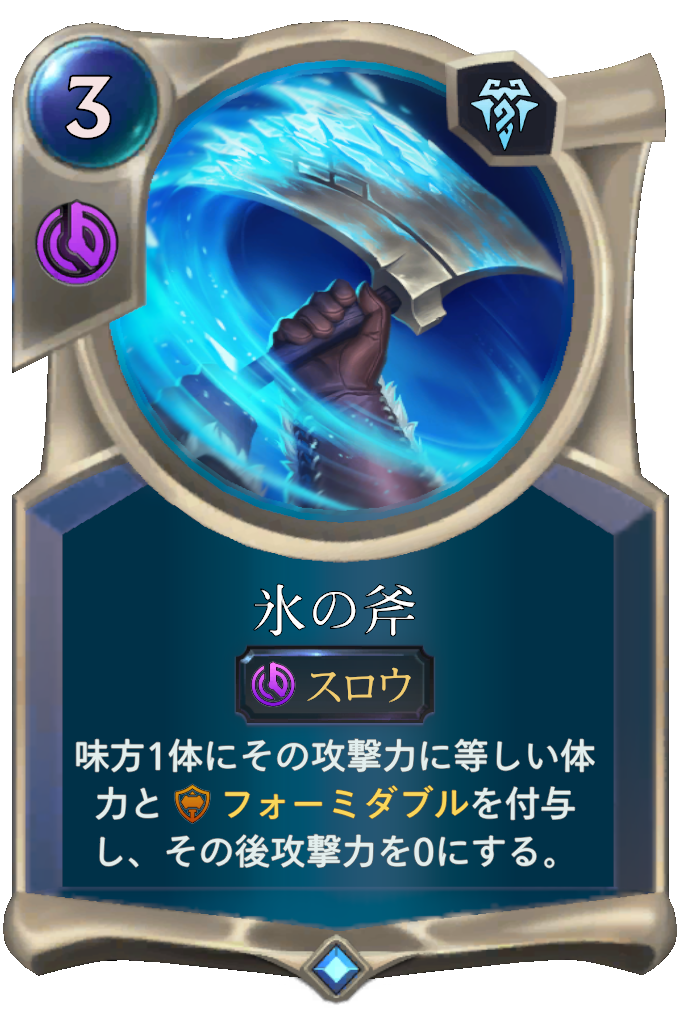 3
氷の斧
スロウ
味方1体にその攻撃力に等しい体
力と フォーミダブルを付与
し、その後攻撃力を0にする。